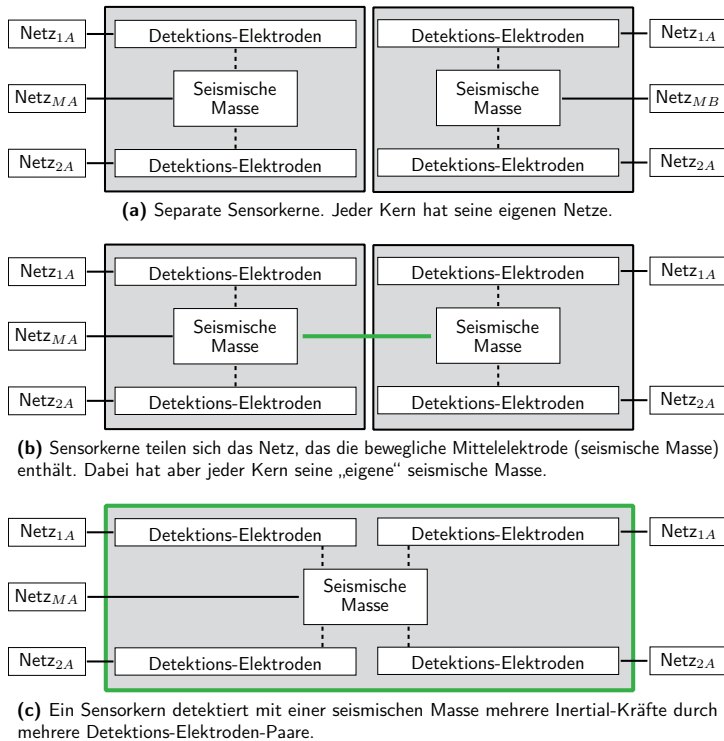 Netz1A Detektions-Elektroden Detektions-Elektroden Netz1A
NetzMA Seismische Masse Seismische Masse NetzMB
Netz2A Detektions-Elektroden Detektions-Elektroden Netz2A
(a) Separate Sensorkerne. Jeder Kern hat seine eigenen Netze.
Netz1A Detektions-Elektroden Detektions-Elektroden Netz1A
NetzMA Seismische Masse Seismische Masse
Netz2A Detektions-Elektroden Detektions-Elektroden Netz2A
(b) Sensorkerne teilen sich das Netz, das die bewegliche Mittelelektrode (seismische Masse)
enthält. Dabei hat aber jeder Kern seine „eigene“ seismische Masse.
Netz1A Detektions-Elektroden Detektions-Elektroden Netz1A
NetzMA Seismische Masse
Netz2A Detektions-Elektroden Detektions-Elektroden Netz2A
(c) Ein Sensorkern detektiert mit einer seismischen Masse mehrere Inertial-Kräfte durch
mehrere Detektions-Elektroden-Paare.